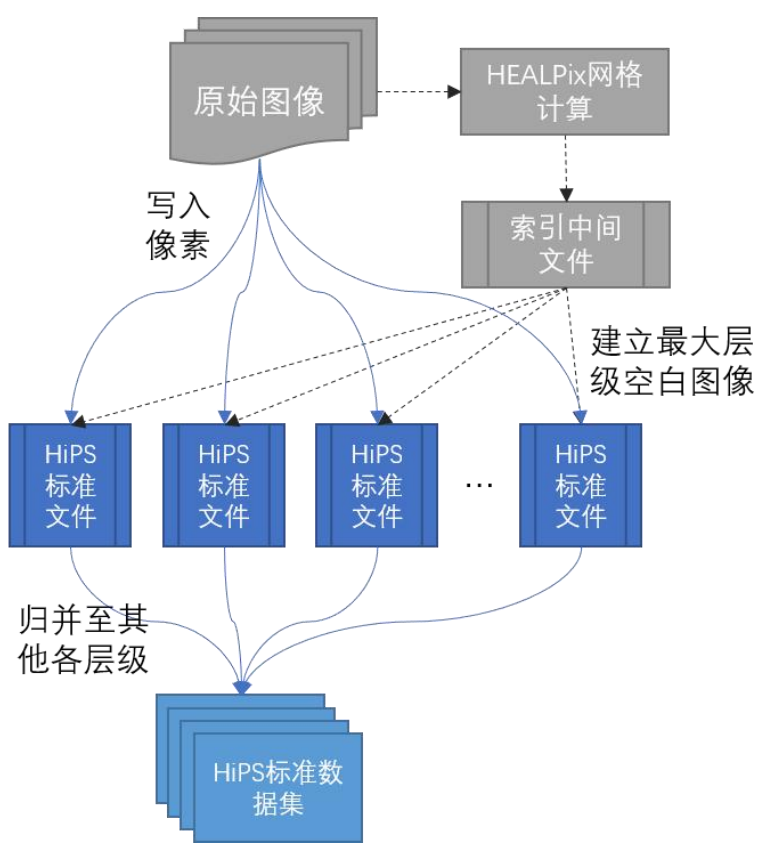 原始图像
HEALPix网格
计算
写入
像素
索引中间
文件
建立最大层
级空白图像
HiPS
标准
文件
HiPS
标准
文件
HiPS
标准
文件
...
HiPS
标准
文件
归并至其
他各层级
HiPS标准数
据集